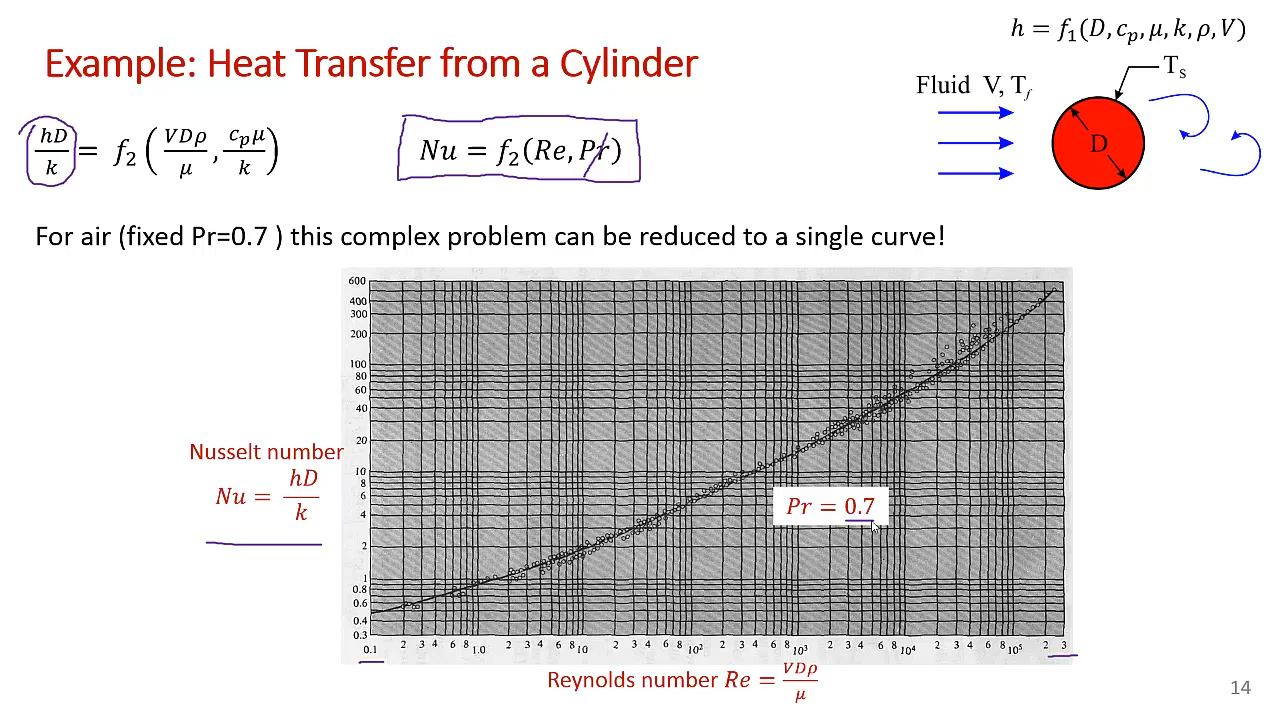 h = f₁(D, cₚ, μ, k, ρ, V)
Example: Heat Transfer from a Cylinder
Fluid V, T_f
Tₛ
D
hD/k = f₂(VDρ/μ, cₚμ/k)
Nu = f₂(Re, Pr)
For air (fixed Pr=0.7 ) this complex problem can be reduced to a single curve!
600
400
300
200
100
80
60
40
20
10
8
6
4
2
1
0.8
0.6
0.4
0.3
Nusselt number
Nu = hD/k
Pr = 0.7
0.1 2 3 4 6 8 1.0 2 3 4 6 8 10 2 3 4 6 8 10² 2 3 4 6 8 10³ 2 3 4 6 8 10⁴ 2 3 4 6 8 10⁵ 2 3
Reynolds number Re = VDρ/μ
14